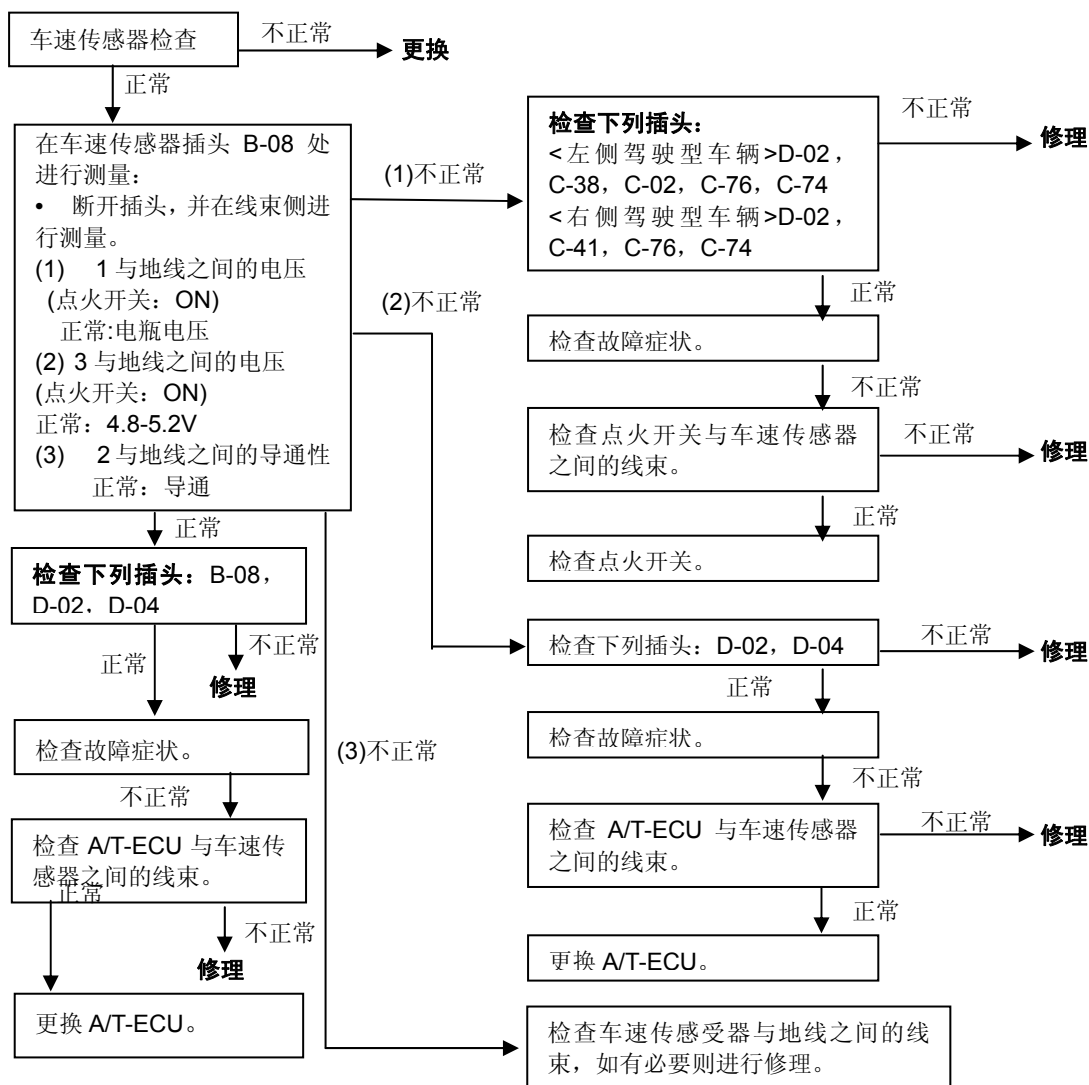 车速传感器检查
不正常
更换
正常
在车速传感器插头 B-08 处
进行测量：
• 断开插头，并在线束侧进
行测量。
(1) 1与地线之间的电压
(点火开关：ON)
正常:电瓶电压
(2) 3与地线之间的电压
(点火开关：ON)
正常：4.8-5.2V
(3) 2与地线之间的导通性
正常：导通
(1)不正常
检查下列插头：
<左侧驾驶型车辆>D-02，
C-38，C-02，C-76，C-74
<右侧驾驶型车辆>D-02，
C-41，C-76，C-74
不正常
修理
正常
(2)不正常
检查故障症状。
不正常
检查点火开关与车速传感器
之间的线束。
不正常
修理
正常
检查点火开关。
正常
检查下列插头：B-08，
D-02，D-04
正常
不正常
修理
检查故障症状。
不正常
检查 A/T-ECU 与车速传
感器之间的线束。
正常
不正常
修理
更换 A/T-ECU。
检查下列插头：D-02，D-04
不正常
修理
正常
检查故障症状。
(3)不正常
不正常
检查 A/T-ECU 与车速传感器
之间的线束。
不正常
修理
正常
更换 A/T-ECU。
检查车速传感受器与地线之间的线
束，如有必要则进行修理。